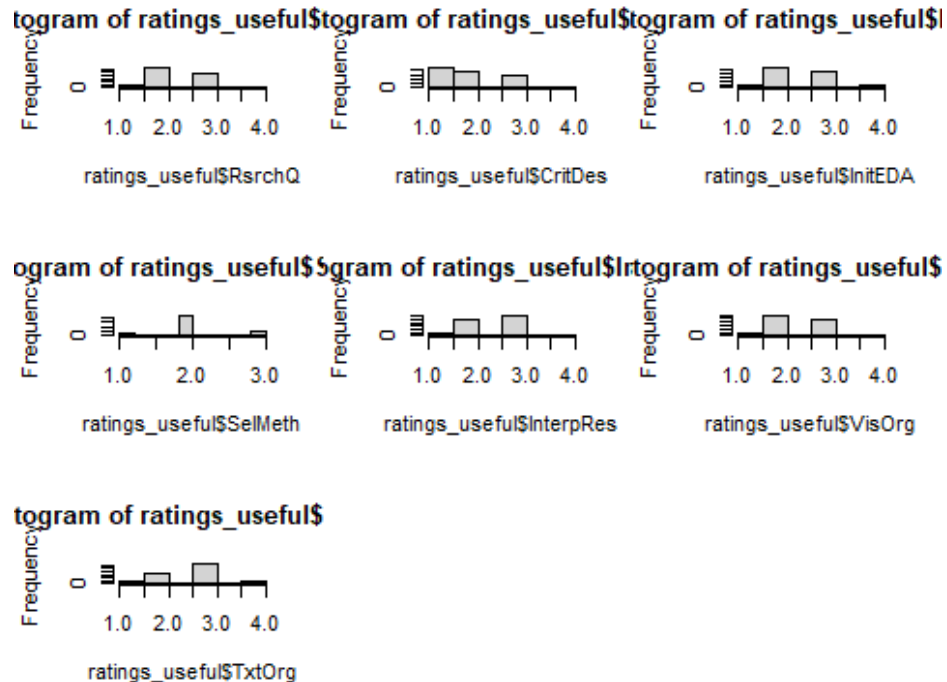 togram of ratings_useful$
Frequency
0
1.0 2.0 3.0 4.0
ratings_useful$RsrchQ
togram of ratings_useful$
Frequency
0
1.0 2.0 3.0 4.0
ratings_useful$CritDes
togram of ratings_useful$I
Frequency
0
1.0 2.0 3.0 4.0
ratings_useful$InitEDA
ogram of ratings_useful$S
Frequency
0
1.0 2.0 3.0
ratings_useful$SelMeth
ogram of ratings_useful$In
Frequency
0
1.0 2.0 3.0 4.0
ratings_useful$InterpRes
togram of ratings_useful$
Frequency
0
1.0 2.0 3.0 4.0
ratings_useful$VisOrg
togram of ratings_useful$
Frequency
0
1.0 2.0 3.0 4.0
ratings_useful$TxtOrg